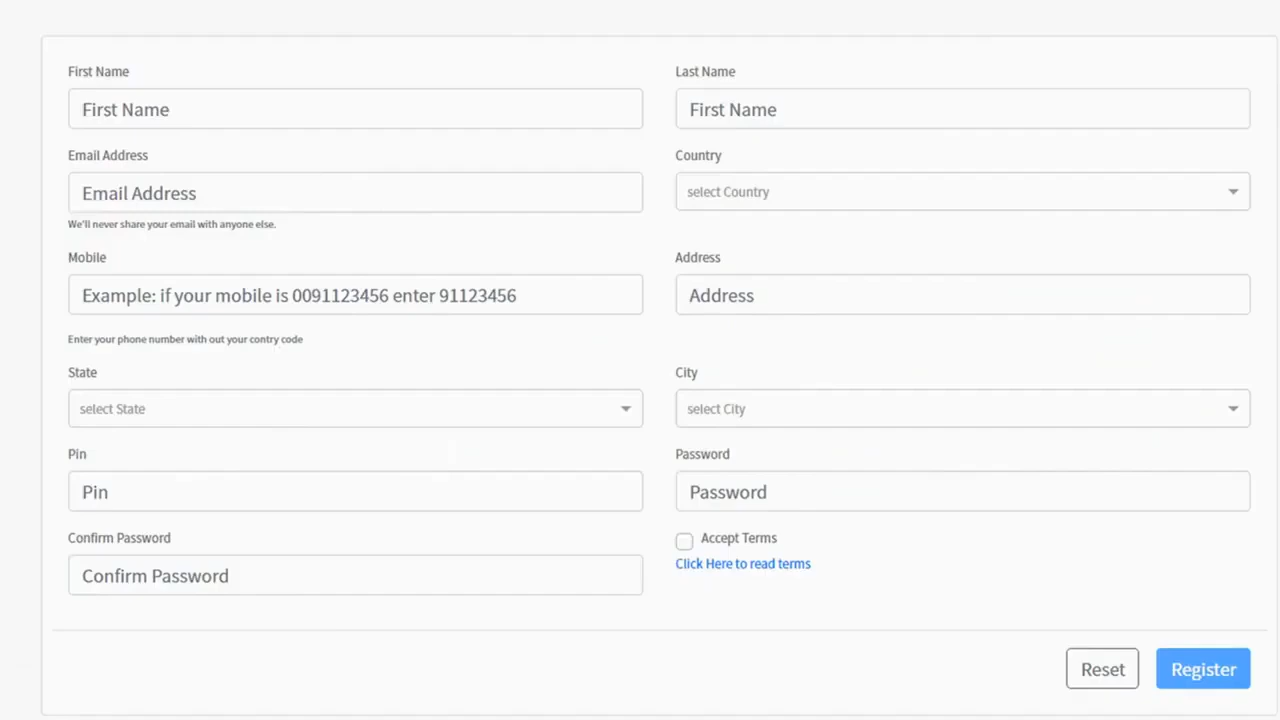 First Name
Last Name
First Name
First Name
Email Address
Country
Email Address
select Country
We'll never share your email with anyone else.
Mobile
Address
Example: if your mobile is 0091123456 enter 91123456
Address
Enter your phone number with out your contry code
State
City
select State
select City
Pin
Password
Pin
Password
Confirm Password
Accept Terms
Click Here to read terms
Confirm Password
Reset
Register